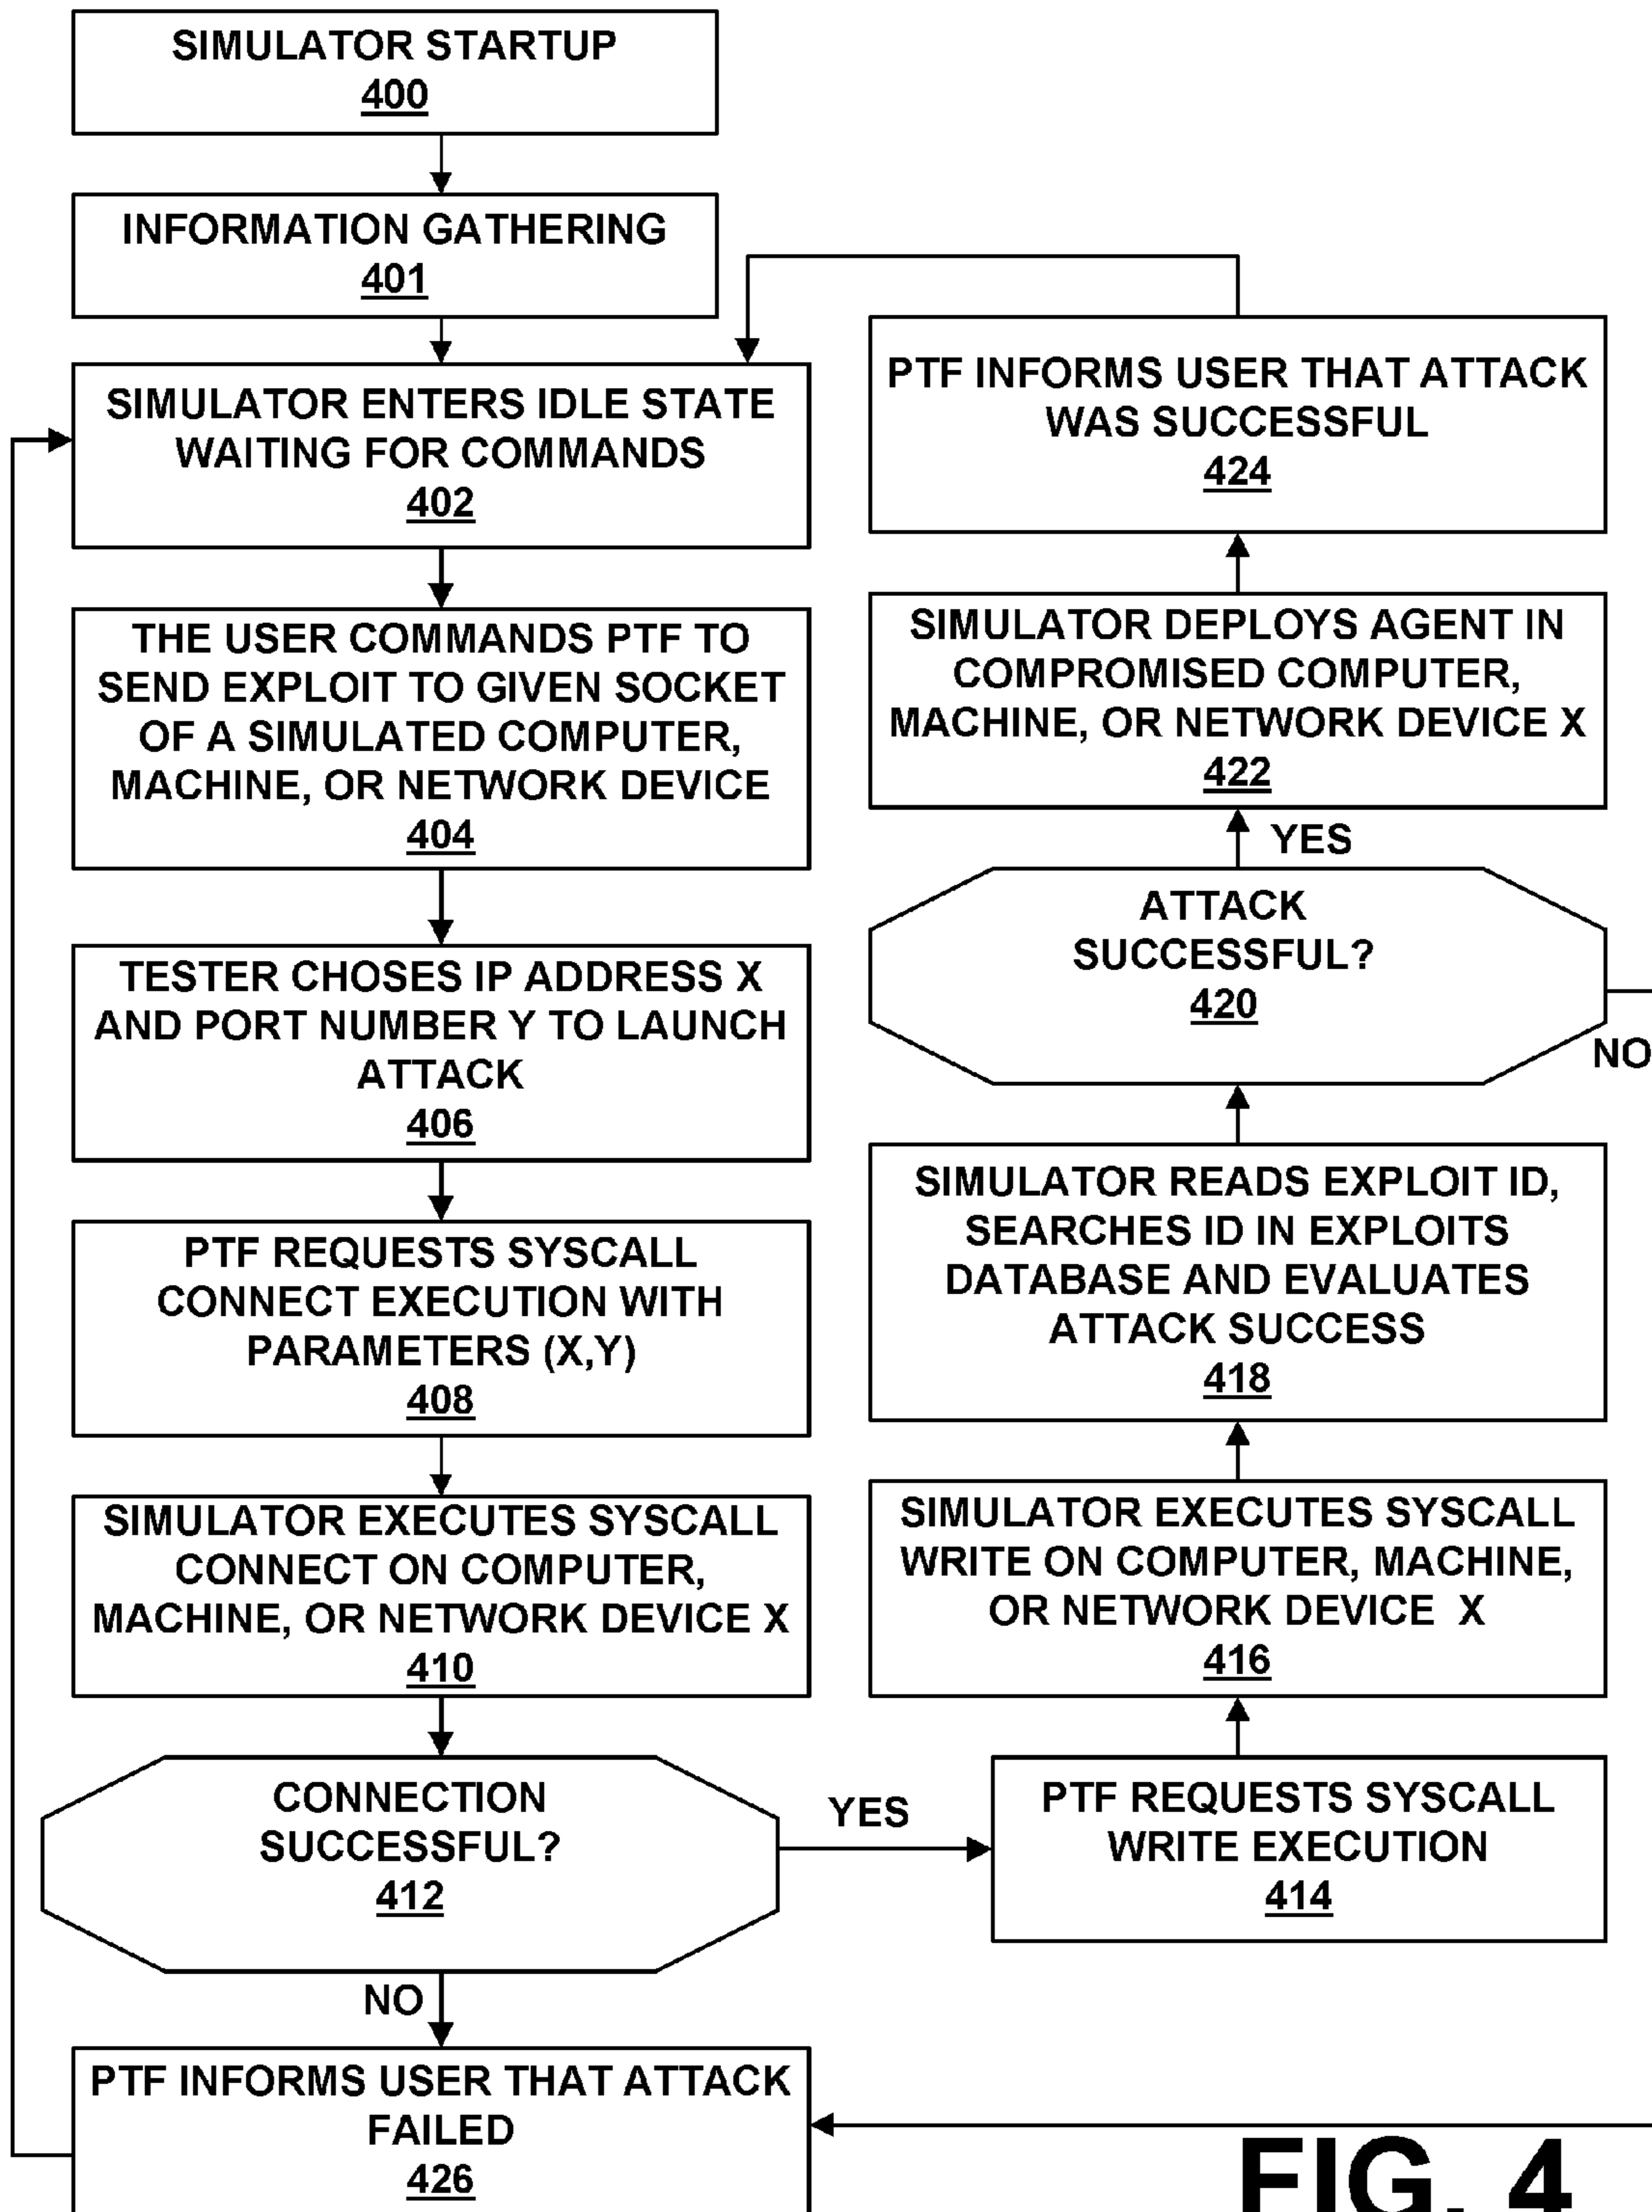 SIMULATOR STARTUP
400
INFORMATION GATHERING
401
SIMULATOR ENTERS IDLE STATE
WAITING FOR COMMANDS
402
THE USER COMMANDS PTF TO
SEND EXPLOIT TO GIVEN SOCKET
OF A SIMULATED COMPUTER,
MACHINE, OR NETWORK DEVICE
404
TESTER CHOSES IP ADDRESS X
AND PORT NUMBER Y TO LAUNCH
ATTACK
406
PTF REQUESTS SYSCALL
CONNECT EXECUTION WITH
PARAMETERS (X,Y)
408
SIMULATOR EXECUTES SYSCALL
CONNECT ON COMPUTER,
MACHINE, OR NETWORK DEVICE X
410
CONNECTION
SUCCESSFUL?
412
YES
NO
PTF INFORMS USER THAT ATTACK
FAILED
426
PTF REQUESTS SYSCALL
WRITE EXECUTION
414
SIMULATOR EXECUTES SYSCALL
WRITE ON COMPUTER, MACHINE,
OR NETWORK DEVICE X
416
SIMULATOR READS EXPLOIT ID,
SEARCHES ID IN EXPLOITS
DATABASE AND EVALUATES
ATTACK SUCCESS
418
ATTACK
SUCCESSFUL?
420
YES
NO
SIMULATOR DEPLOYS AGENT IN
COMPROMISED COMPUTER,
MACHINE, OR NETWORK DEVICE X
422
PTF INFORMS USER THAT ATTACK
WAS SUCCESSFUL
424
FIG. 4